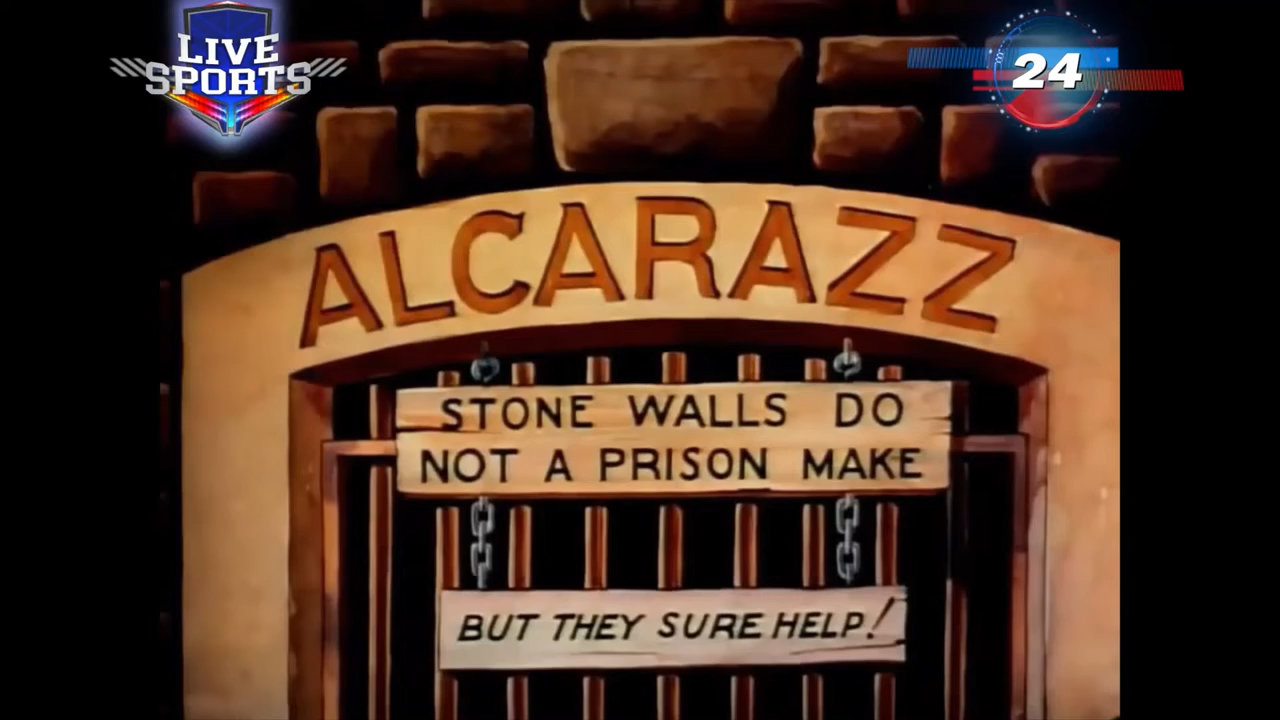 LIVE
SPORTS
24
ALCARAZZ
STONE WALLS DO
NOT A PRISON MAKE
BUT THEY SURE HELP!